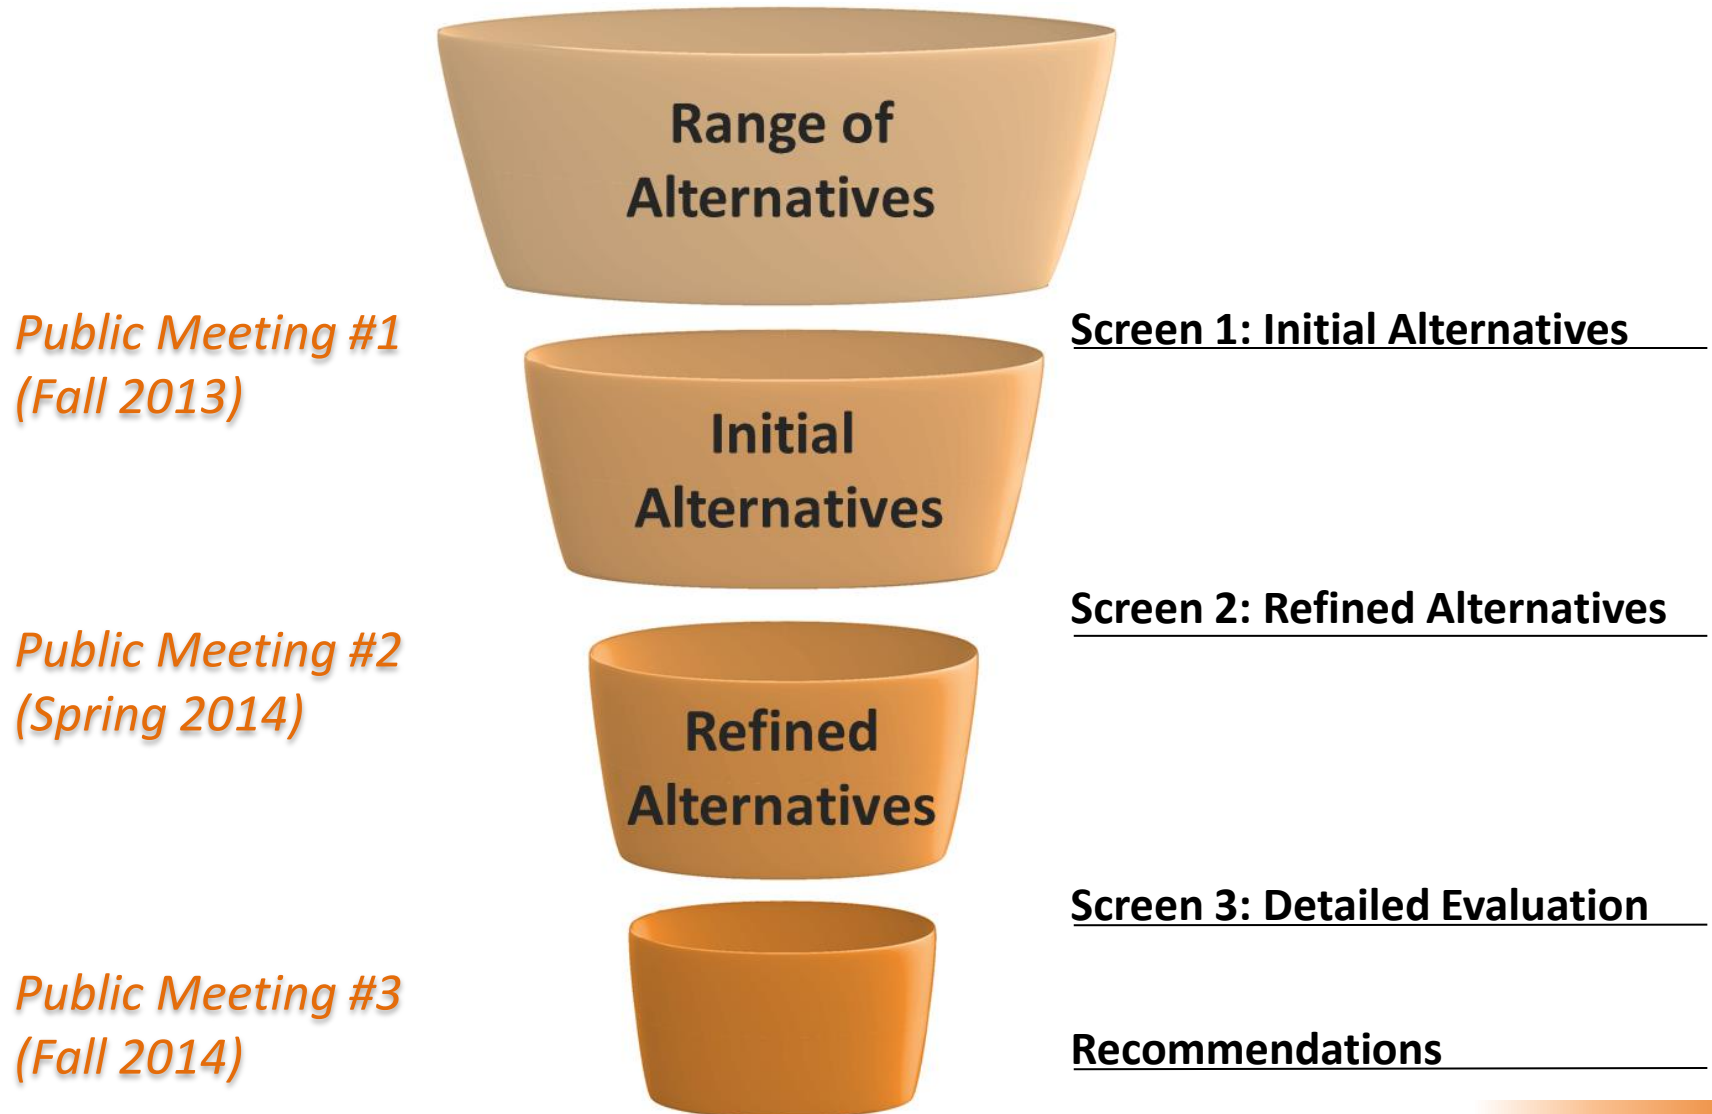 Range of
Alternatives
Public Meeting #1
(Fall 2013)
Screen 1: Initial Alternatives
Initial
Alternatives
Screen 2: Refined Alternatives
Public Meeting #2
(Spring 2014)
Refined
Alternatives
Screen 3: Detailed Evaluation
Public Meeting #3
(Fall 2014)
Recommendations